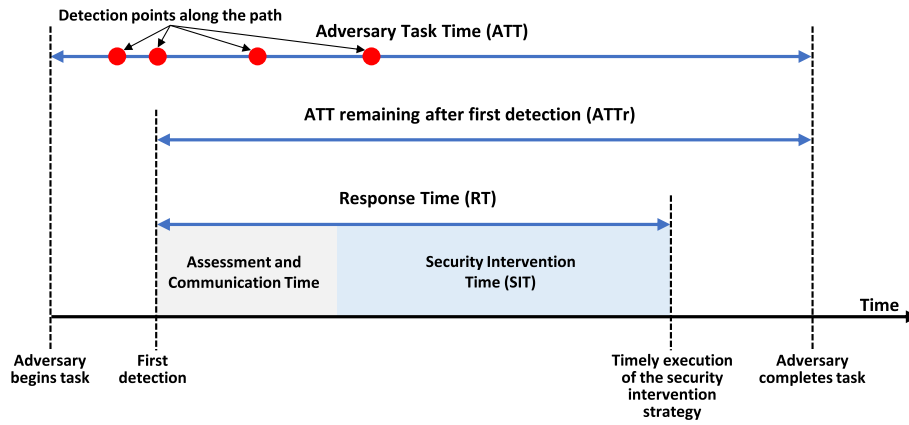 Detection points along the path
Adversary Task Time (ATT)
ATT remaining after first detection (ATTr)
Response Time (RT)
Assessment and
Communication Time
Security Intervention
Time (SIT)
Time
Adversary
begins task
First
detection
Timely execution
of the security
intervention
strategy
Adversary
completes task